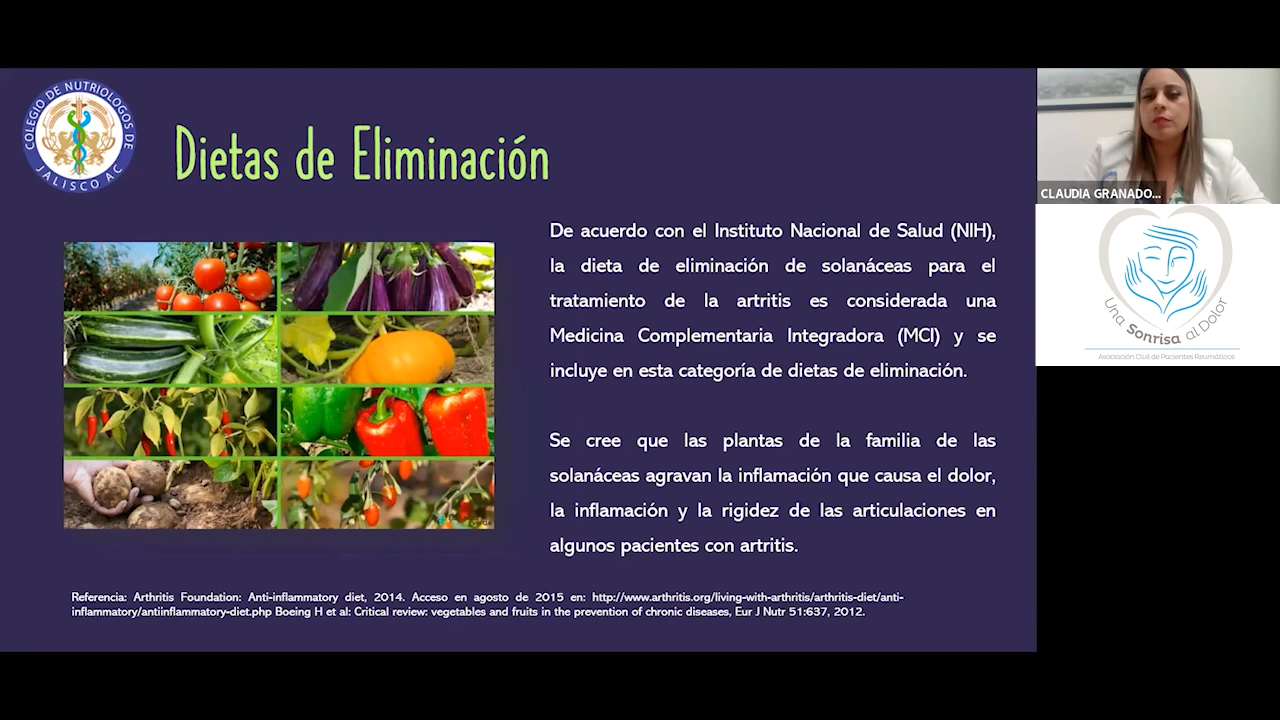 COLEGIO DE NUTRIOLOGOS DE
JALISCO AC
Dietas de Eliminación
De acuerdo con el Instituto Nacional de Salud (NIH),
la dieta de eliminación de solanáceas para el
tratamiento de la artritis es considerada una
Medicina Complementaria Integradora (MCI) y se
incluye en esta categoría de dietas de eliminación.
Se cree que las plantas de la familia de las
solanáceas agravan la inflamación que causa el dolor,
la inflamación y la rigidez de las articulaciones en
algunos pacientes con artritis.
Referencia: Arthritis Foundation: Anti-inflammatory diet, 2014. Acceso en agosto de 2015 en: http://www.arthritis.org/living-with-arthritis/arthritis-diet/anti-
inflammatory/antiinflammatory-diet.php Boeing H et al: Critical review: vegetables and fruits in the prevention of chronic diseases, Eur J Nutr 51:637, 2012.
CLAUDIA GRANADO...
Una Sonrisa al Dolor
Asociación Civil de Pacientes Reumáticos